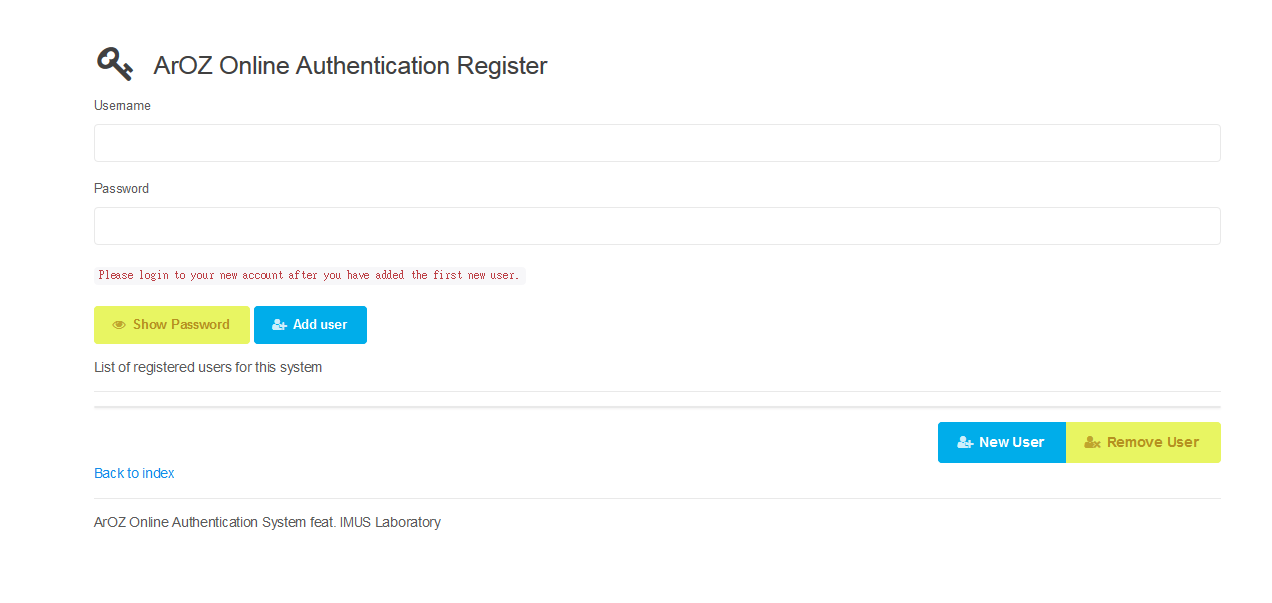 ArOZ Online Authentication Register
Username
Password
Please login to your new account after you have added the first new user.
Show Password Add user
List of registered users for this system
New User Remove User
Back to index
ArOZ Online Authentication System feat. IMUS Laboratory